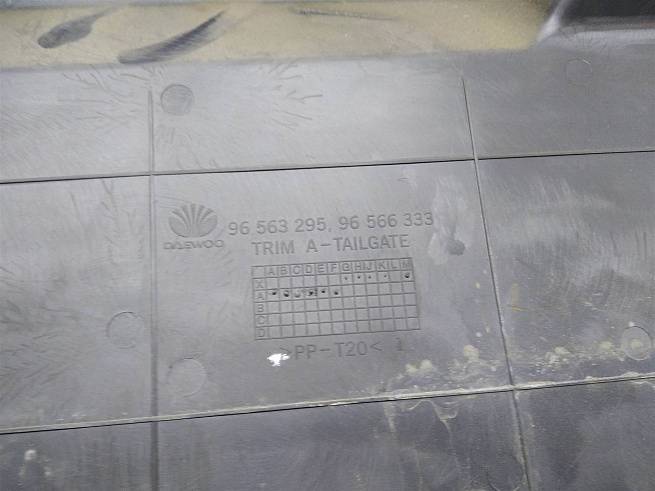 DAEWOO
96 563 295, 96 566 333
TRIM A-TAILGATE
A B C D E F G H J K L M
X
A
B
C
D
>PP-T20< 1